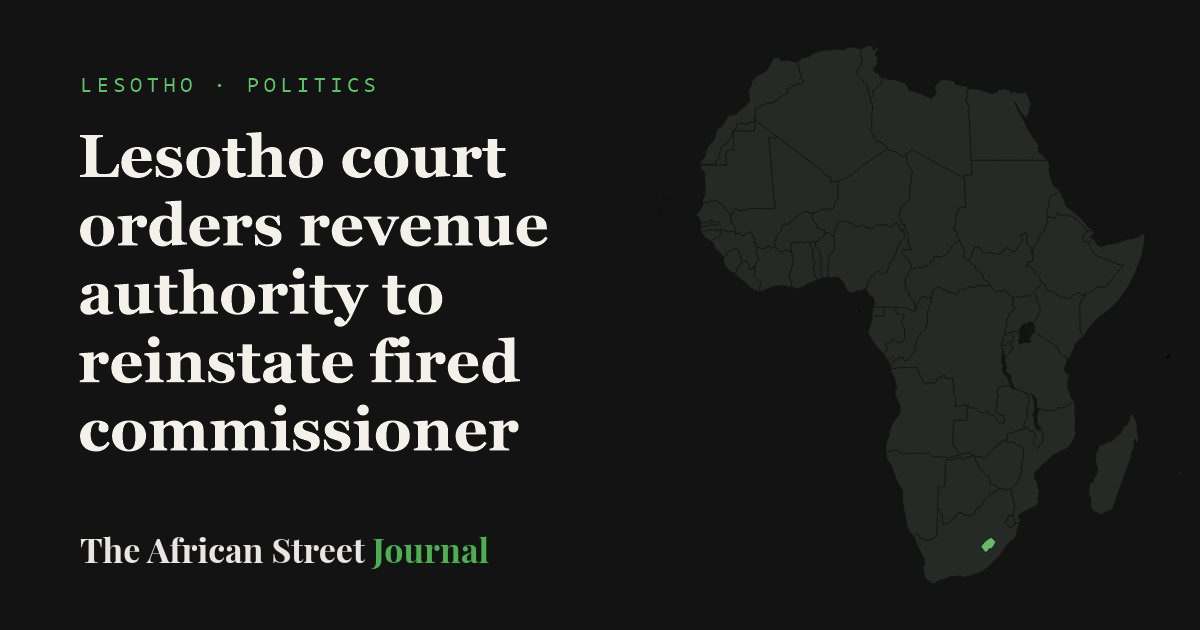 LESOTHO · POLITICS
Lesotho court
orders revenue
authority to
reinstate fired
commissioner
The African Street Journal